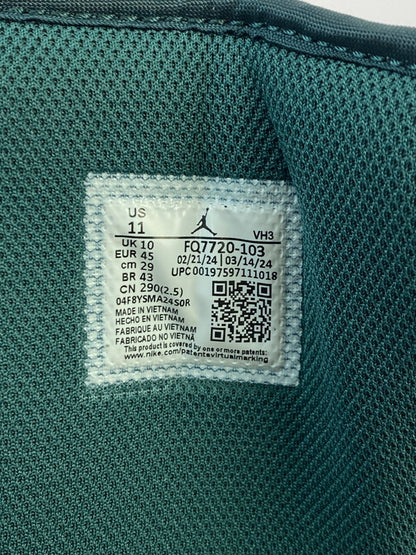 US
11
VH3
UK 10
FQ7720-103
EUR 45
02/21/24 | 03/14/24
cm 29
UPC 00197597111018
BR 43
CN 290(2.5)
04F8YSMA24S0R
MADE IN VIETNAM
HECHO EN VIETNAM
FABRIQUE AU VIETNAM
FABRICADO NO VIETNÃ
This product is covered by one or more patents:
www.nike.com/patentsvirtualmarking